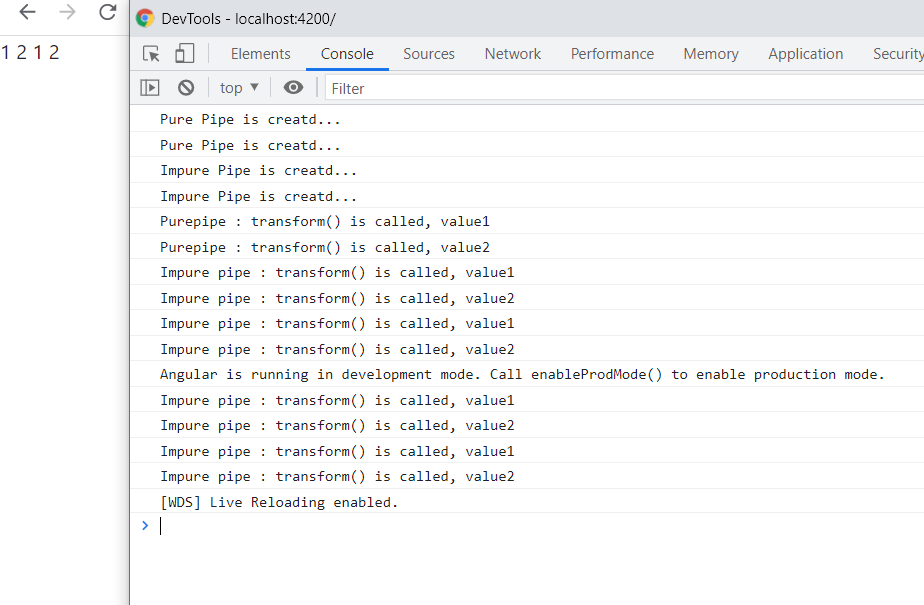 DevTools - localhost:4200/
1 2 1 2
Elements Console Sources Network Performance Memory Application Security
top ▼ Filter
Pure Pipe is creatd...
Pure Pipe is creatd...
Impure Pipe is creatd...
Impure Pipe is creatd...
Purepipe : transform() is called, value1
Purepipe : transform() is called, value2
Impure pipe : transform() is called, value1
Impure pipe : transform() is called, value2
Impure pipe : transform() is called, value1
Impure pipe : transform() is called, value2
Angular is running in development mode. Call enableProdMode() to enable production mode.
Impure pipe : transform() is called, value1
Impure pipe : transform() is called, value2
Impure pipe : transform() is called, value1
Impure pipe : transform() is called, value2
[WDS] Live Reloading enabled.